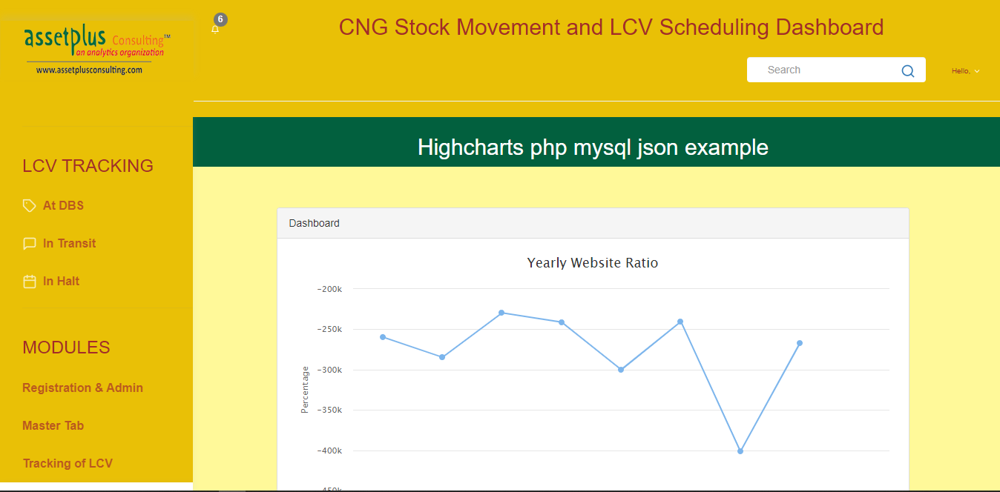 assetplus Consulting™
an analytics organization
www.assetplusconsulting.com
6
CNG Stock Movement and LCV Scheduling Dashboard
Search
Hello,
LCV TRACKING
At DBS
In Transit
In Halt
MODULES
Registration & Admin
Master Tab
Tracking of LCV
Highcharts php mysql json example
Dashboard
Yearly Website Ratio
Percentage
−200k
−250k
−300k
−350k
−400k
−450k